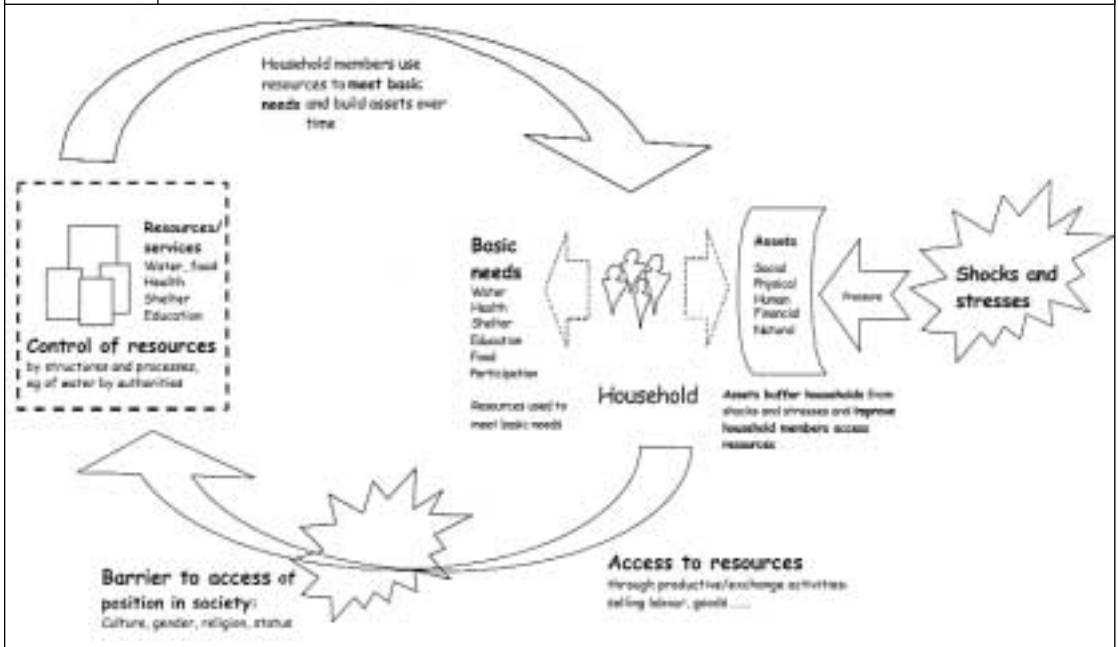 Household members use
resources to meet basic
needs and build assets over
time
Resources/
services
Water, food
Health
Shelter
Education
Control of resources
by structures and processes,
eg of water by authorities
Basic
needs
Water
Health
Shelter
Education
Food
Participation
Resources used to
meet basic needs
Household
Assets
Social
Physical
Human
Financial
Natural
Pressure
Shocks and
stresses
Assets buffer households from
shocks and stresses and improve
household members access
resources
Barrier to access of
position in society:
Culture, gender, religion, status
Access to resources
through productive/exchange activities:
selling labour, goods .....